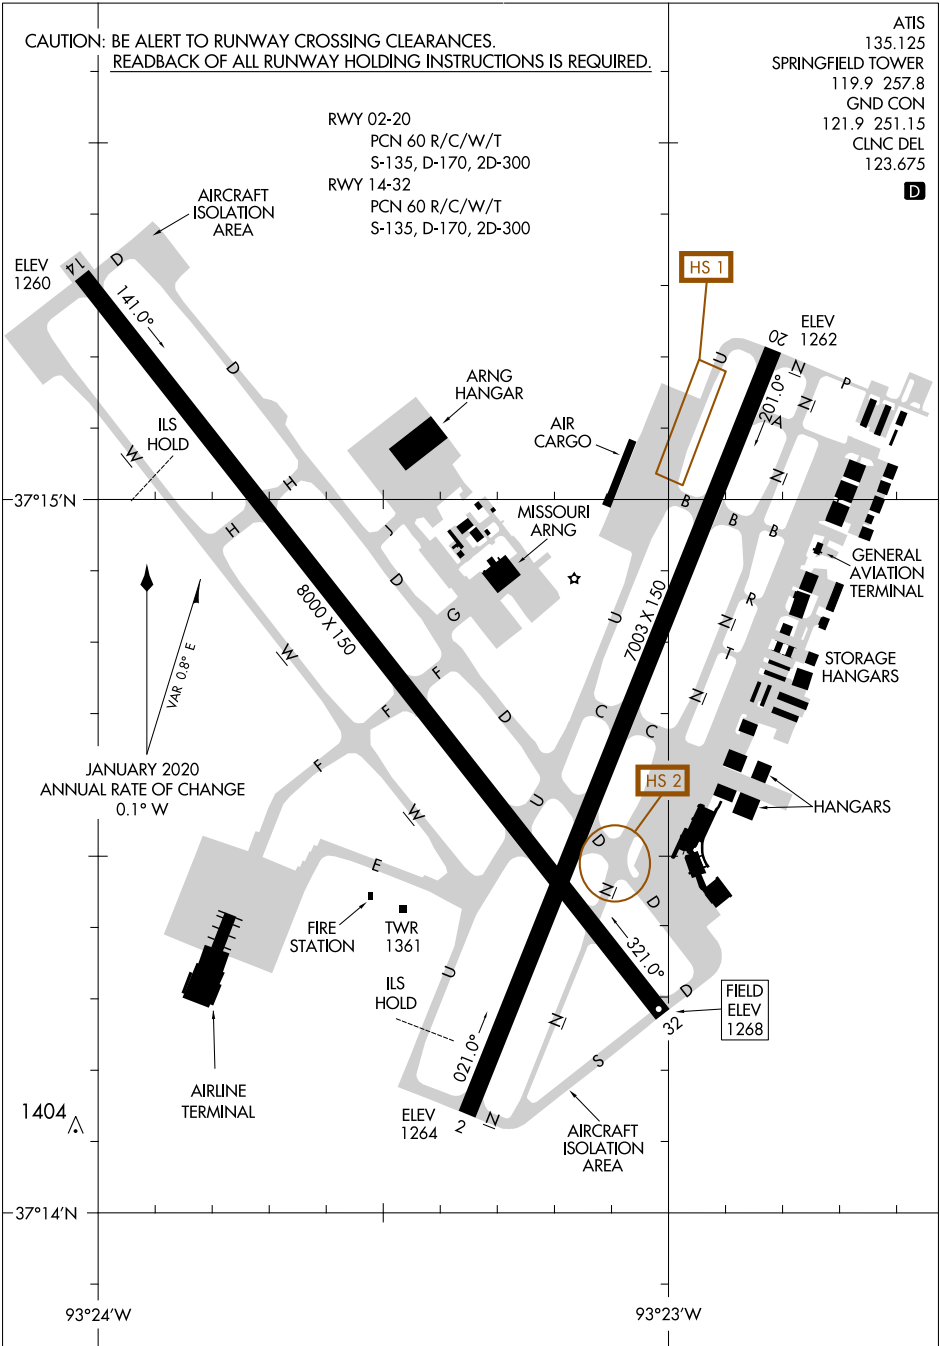 CAUTION: BE ALERT TO RUNWAY CROSSING CLEARANCES.
READBACK OF ALL RUNWAY HOLDING INSTRUCTIONS IS REQUIRED.
ATIS
135.125
SPRINGFIELD TOWER
119.9 257.8
GND CON
121.9 251.15
CLNC DEL
123.675
D
RWY 02-20
PCN 60 R/C/W/T
S-135, D-170, 2D-300
RWY 14-32
PCN 60 R/C/W/T
S-135, D-170, 2D-300
AIRCRAFT
ISOLATION
AREA
ELEV
1260
14
D
141.0°
D
HS 1
ELEV
1262
20
U
N
P
201.0°
N
A
ARNG
HANGAR
AIR
CARGO
ILS
HOLD
W
H
H
N
37°15'N
J
MISSOURI
ARNG
B
B
B
GENERAL
AVIATION
TERMINAL
D
G
8000 X 150
7003 X 150
U
R
N
T
STORAGE
HANGARS
W
VAR 0.8° E
F
F
D
N
C
C
JANUARY 2020
ANNUAL RATE OF CHANGE
0.1° W
F
HS 2
HANGARS
W
U
D
E
N
D
FIRE
STATION
TWR
1361
321.0°
U
ILS
HOLD
D
FIELD
ELEV
1268
32
N
021.0°
S
AIRLINE
TERMINAL
1404
ELEV
1264
2
N
AIRCRAFT
ISOLATION
AREA
37°14'N
93°24'W
93°23'W